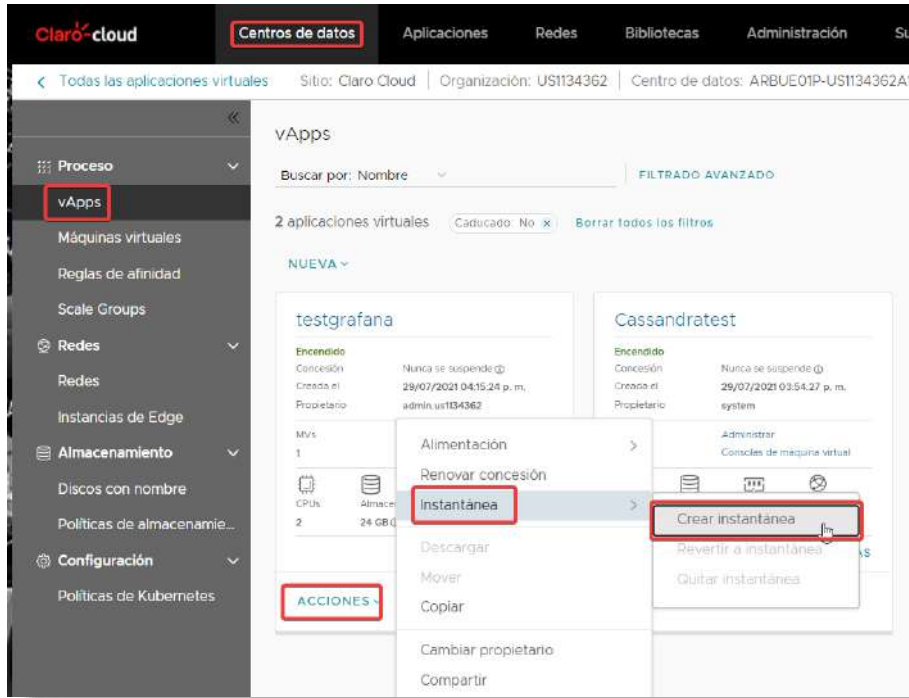 Claro-cloud
Centros de datos
Aplicaciones
Redes
Bibliotecas
Administración
Su
Todas las aplicaciones virtuales
Sitio: Claro Cloud
Organización: US1134362
Centro de datos: ARBUE01P-US1134362A
Proceso
vApps
Máquinas virtuales
Reglas de afinidad
Scale Groups
Redes
Redes
Instancias de Edge
Almacenamiento
Discos con nombre
Políticas de almacenamie...
Configuración
Políticas de Kubernetes
vApps
Buscar por: Nombre
FILTRADO AVANZADO
2 aplicaciones virtuales
Caducado: No x
Borrar todos los filtros
NUEVA
testgrafana
Encendido
Concesión Nunca se suspende
Creada el 29/07/2021 04:15:24 p. m.
Propietario admin.us1134362
MVs
1
CPUs
2
Almace
24 GB
ACCIONES
Cassandratest
Encendido
Concesión Nunca se suspende
Creada el 29/07/2021 03:54:27 p. m.
Propietario system
Administrar
Consolas de máquina virtual
AS
Alimentación
Renovar concesión
Instantánea
Descargar
Mover
Copiar
Cambiar propietario
Compartir
Crear instantánea
Revertir a instantánea
Quitar instantánea